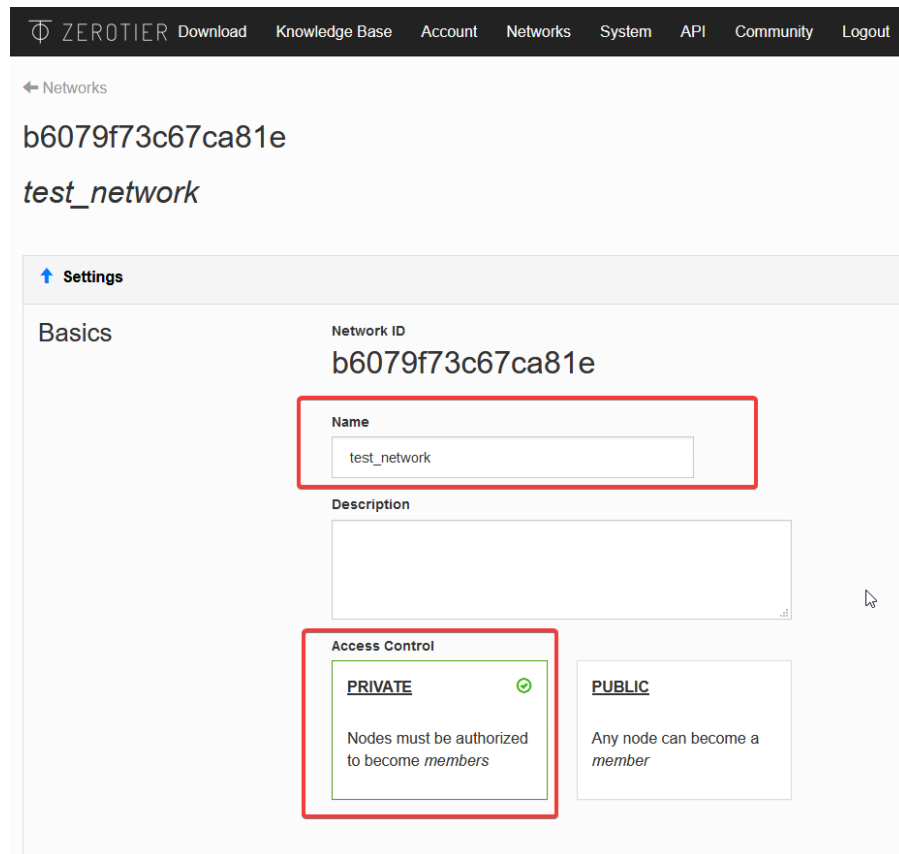 ZEROTIER Download Knowledge Base Account Networks System API Community Logout
Networks
b6079f73c67ca81e
test_network
Settings
Basics
Network ID
b6079f73c67ca81e
Name
test_network
Description
Access Control
PRIVATE
Nodes must be authorized
to become members
PUBLIC
Any node can become a
member